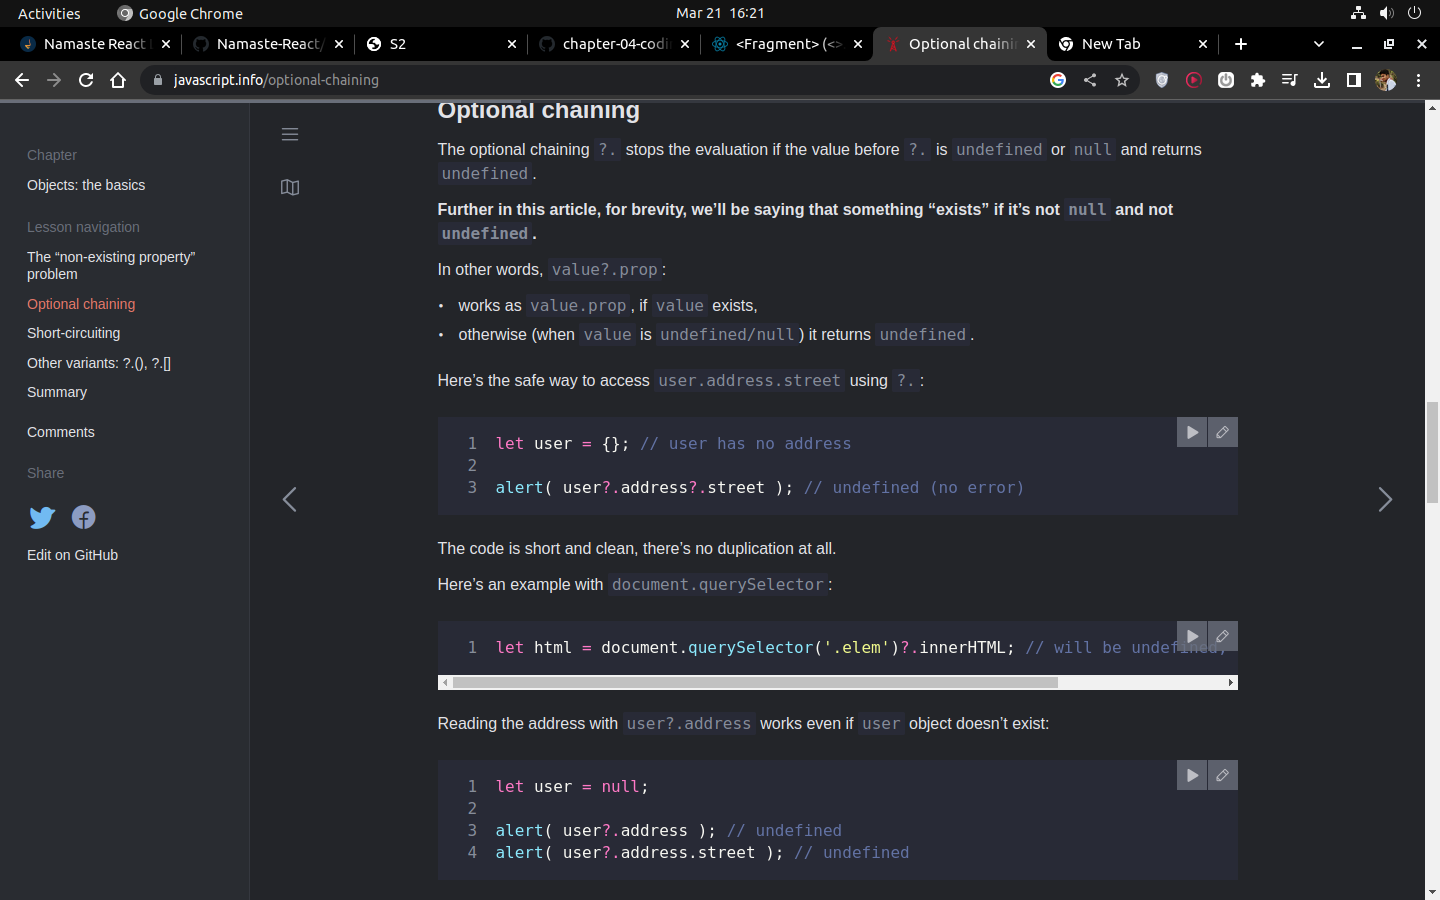 Activities Google Chrome Mar 21 16:21
Namaste React Namaste-React/ S2 chapter-04-codi <Fragment> (<> Optional chainin New Tab
javascript.info/optional-chaining
Chapter
Objects: the basics
Lesson navigation
The “non-existing property”
problem
Optional chaining
Short-circuiting
Other variants: ?.(), ?.[]
Summary
Comments
Share
Edit on GitHub
Optional chaining
The optional chaining ?. stops the evaluation if the value before ?. is undefined or null and returns
undefined.
Further in this article, for brevity, we’ll be saying that something “exists” if it’s not null and not
undefined.
In other words, value?.prop:
• works as value.prop, if value exists,
• otherwise (when value is undefined/null) it returns undefined.
Here’s the safe way to access user.address.street using ?.:
1 let user = {}; // user has no address
2
3 alert( user?.address?.street ); // undefined (no error)
The code is short and clean, there’s no duplication at all.
Here’s an example with document.querySelector:
1 let html = document.querySelector('.elem')?.innerHTML; // will be undefined,
Reading the address with user?.address works even if user object doesn’t exist:
1 let user = null;
2
3 alert( user?.address ); // undefined
4 alert( user?.address.street ); // undefined